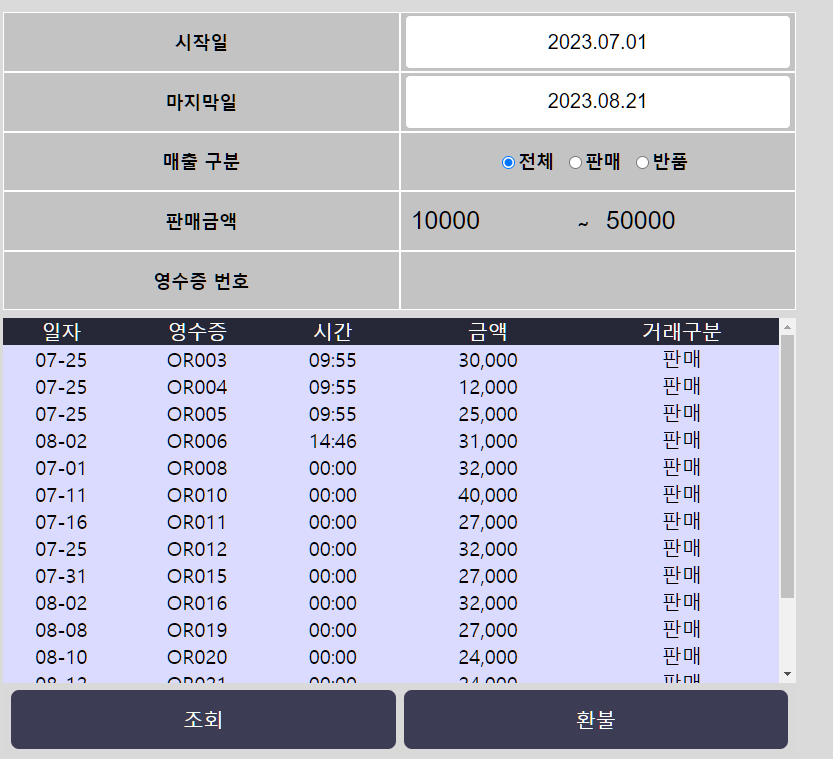 시작일 2023.07.01
마지막일 2023.08.21
매출 구분 전체 판매 반품
판매금액 10000 ~ 50000
영수증 번호
일자 영수증 시간 금액 거래구분
07-25 OR003 09:55 30,000 판매
07-25 OR004 09:55 12,000 판매
07-25 OR005 09:55 25,000 판매
08-02 OR006 14:46 31,000 판매
07-01 OR008 00:00 32,000 판매
07-11 OR010 00:00 40,000 판매
07-16 OR011 00:00 27,000 판매
07-25 OR012 00:00 32,000 판매
07-31 OR015 00:00 27,000 판매
08-02 OR016 00:00 32,000 판매
08-08 OR019 00:00 27,000 판매
08-10 OR020 00:00 24,000 판매
OR021 00:00 24,000 판매
조회 환불